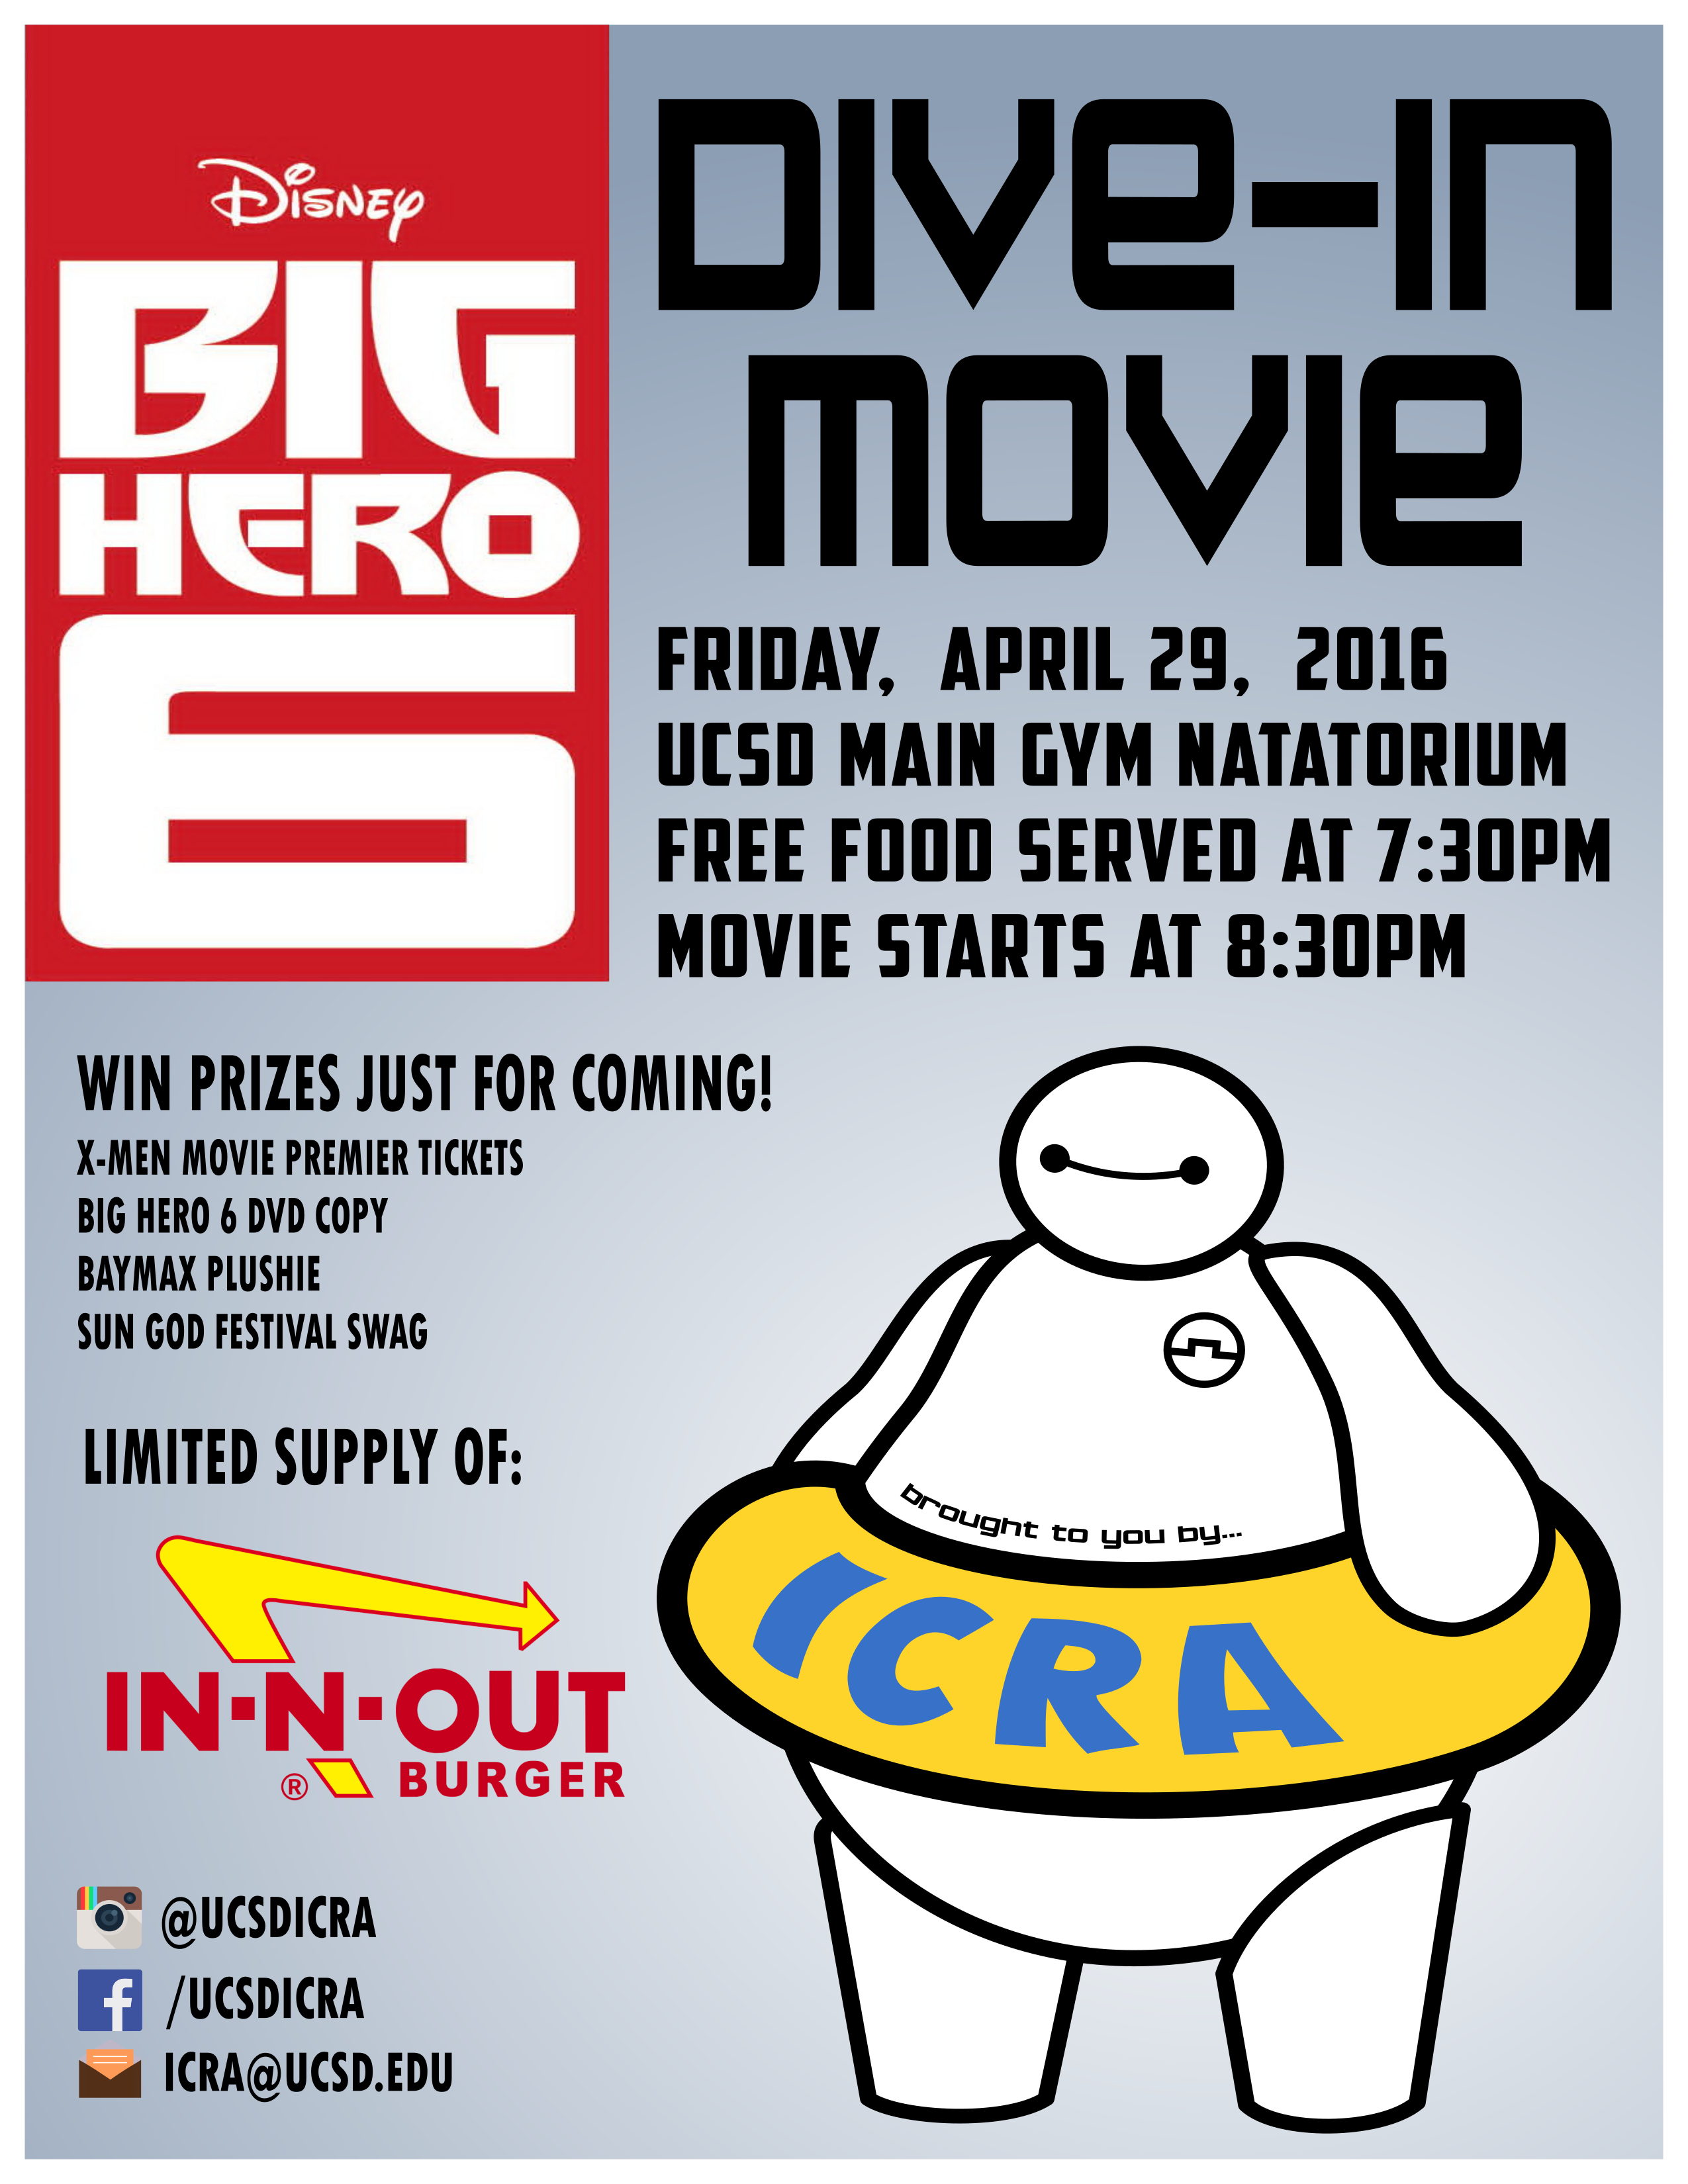 Disney
BIG
HERO
6
DIVE-IN
MOVIE
FRIDAY, APRIL 29, 2016
UCSD MAIN GYM NATATORIUM
FREE FOOD SERVED AT 7:30PM
MOVIE STARTS AT 8:30PM
WIN PRIZES JUST FOR COMING!
X-MEN MOVIE PREMIER TICKETS
BIG HERO 6 DVD COPY
BAYMAX PLUSHIE
SUN GOD FESTIVAL SWAG
LIMITED SUPPLY OF:
IN-N-OUT
® BURGER
brought to you by...
ICRA
@UCSDICRA
f /UCSDICRA
ICRA@UCSD.EDU